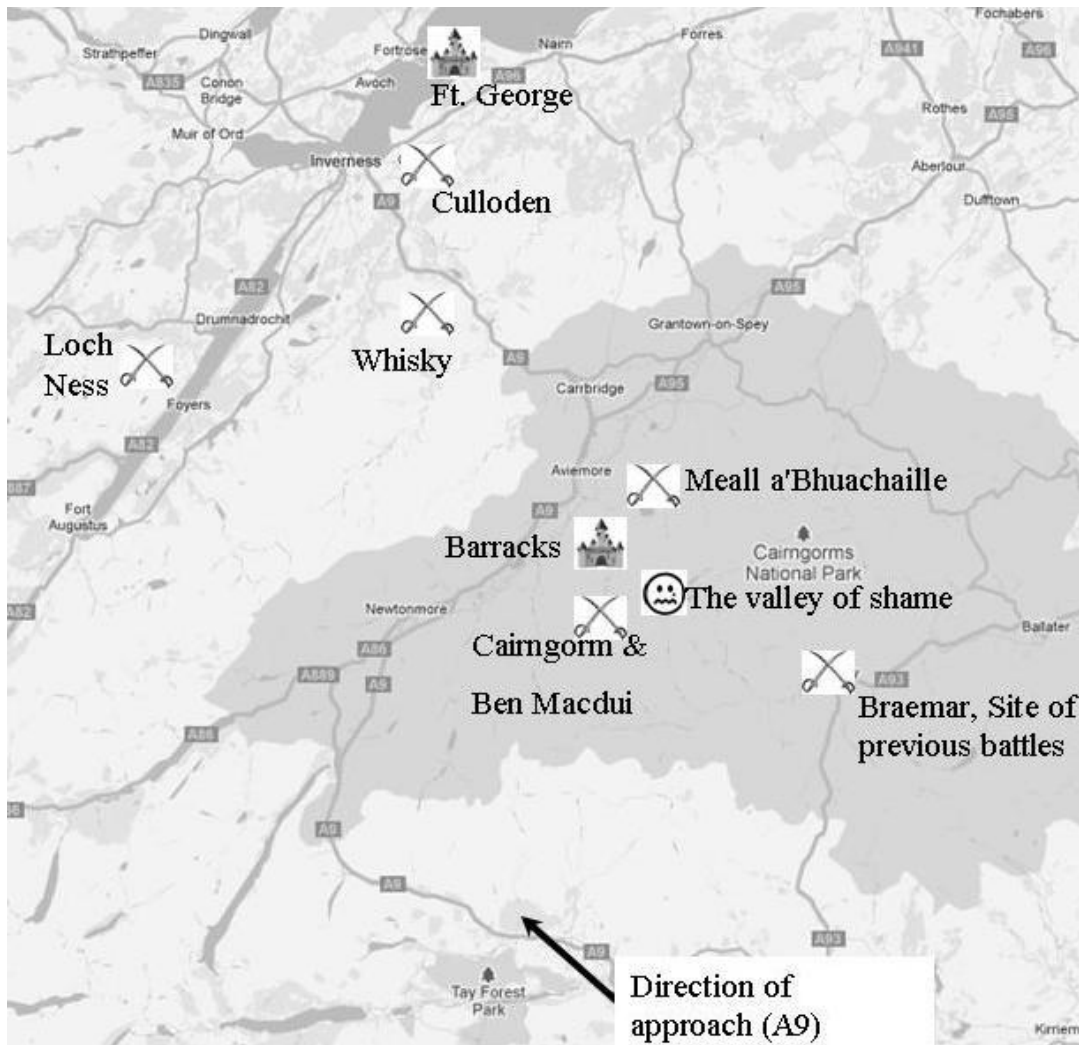 Fochabers
Dingwall
Strathpeffer
Fortrose
Nairn
Forres
A941
A96
A835
Conon
Bridge
Avoch
A96
Ft. George
Rothes
Muir of Ord
A95
Inverness
Aberlour
Culloden
A9
Dufftown
A82
A95
Drumnadrochit
Grantown-on-Spey
Loch
Ness
Whisky
A9
Carrbridge
A95
Foyers
A82
Aviemore
Meall a'Bhuachaille
887
A9
Fort
Augustus
Barracks
Cairngorms
National Park
A82
Newtonmore
The valley of shame
Ballater
Cairngorm &
A86
A889
A9
A93
Ben Macdui
Braemar, Site of
previous battles
A86
A9
A9
A93
A9
Tay Forest
Park
Direction of
approach (A9)
Kirriem